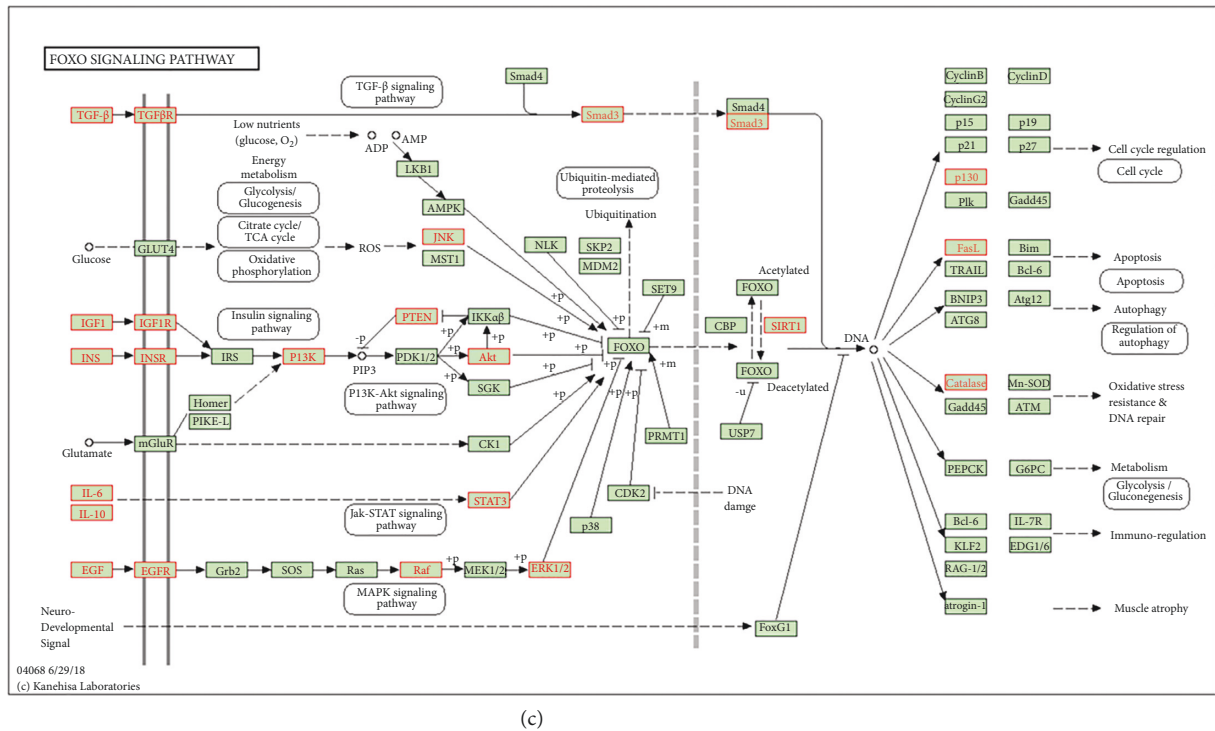 FOXO SIGNALING PATHWAY
TGF-β
TGFβR
TGF-β signaling
pathway
Smad4
Smad3
Smad4
Smad3
Low nutrients
(glucose, O2)
ADP
AMP
LKB1
AMPK
Energy
metabolism
Glycolysis/
Glucogenesis
Citrate cycle/
TCA cycle
Oxidative
phosphorylation
Glucose
GLUT4
ROS
JNK
MST1
NLK
SKP2
MDM2
Ubiquitin-mediated
proteolysis
Ubiquitination
SET9
+p
+p
+p
+m
Insulin signaling
pathway
IGF1
IGF1R
INS
INSR
IRS
P13K
PTEN
-p
PIP3
PDK1/2
IKKαβ
Akt
SGK
+p
+p
+p
+p
+p
+p
+p
P13K-Akt signaling
pathway
FOXO
Homer
PIKE-L
Glutamate
mGluR
CK1
+p
+p
+p
+p
+p
+m
PRMT1
IL-6
IL-10
STAT3
Jak-STAT signaling
pathway
CDK2
p38
DNA
damge
EGF
EGFR
Grb2
SOS
Ras
Raf
+p
MEK1/2
+p
ERK1/2
MAPK signaling
pathway
Neuro-
Developmental
Signal
FoxG1
Acetylated
FOXO
CBP
SIRT1
FOXO
Deacetylated
-u
USP7
DNA
CyclinB
CyclinD
CyclinG2
p15
p19
p21
p27
Cell cycle regulation
Cell cycle
p130
Plk
Gadd45
FasL
Bim
Apoptosis
TRAIL
Bcl-6
Apoptosis
BNIP3
Atg12
Autophagy
ATG8
Regulation of
autophagy
Catalase
Mn-SOD
Gadd45
ATM
Oxidative stress
resistance &
DNA repair
PEPCK
G6PC
Metabolism
Glycolysis /
Gluconegenesis
Bcl-6
IL-7R
KLF2
EDG1/6
Immuno-regulation
RAG-1/2
atrogin-1
Muscle atrophy
04068 6/29/18
(c) Kanehisa Laboratories
(c)